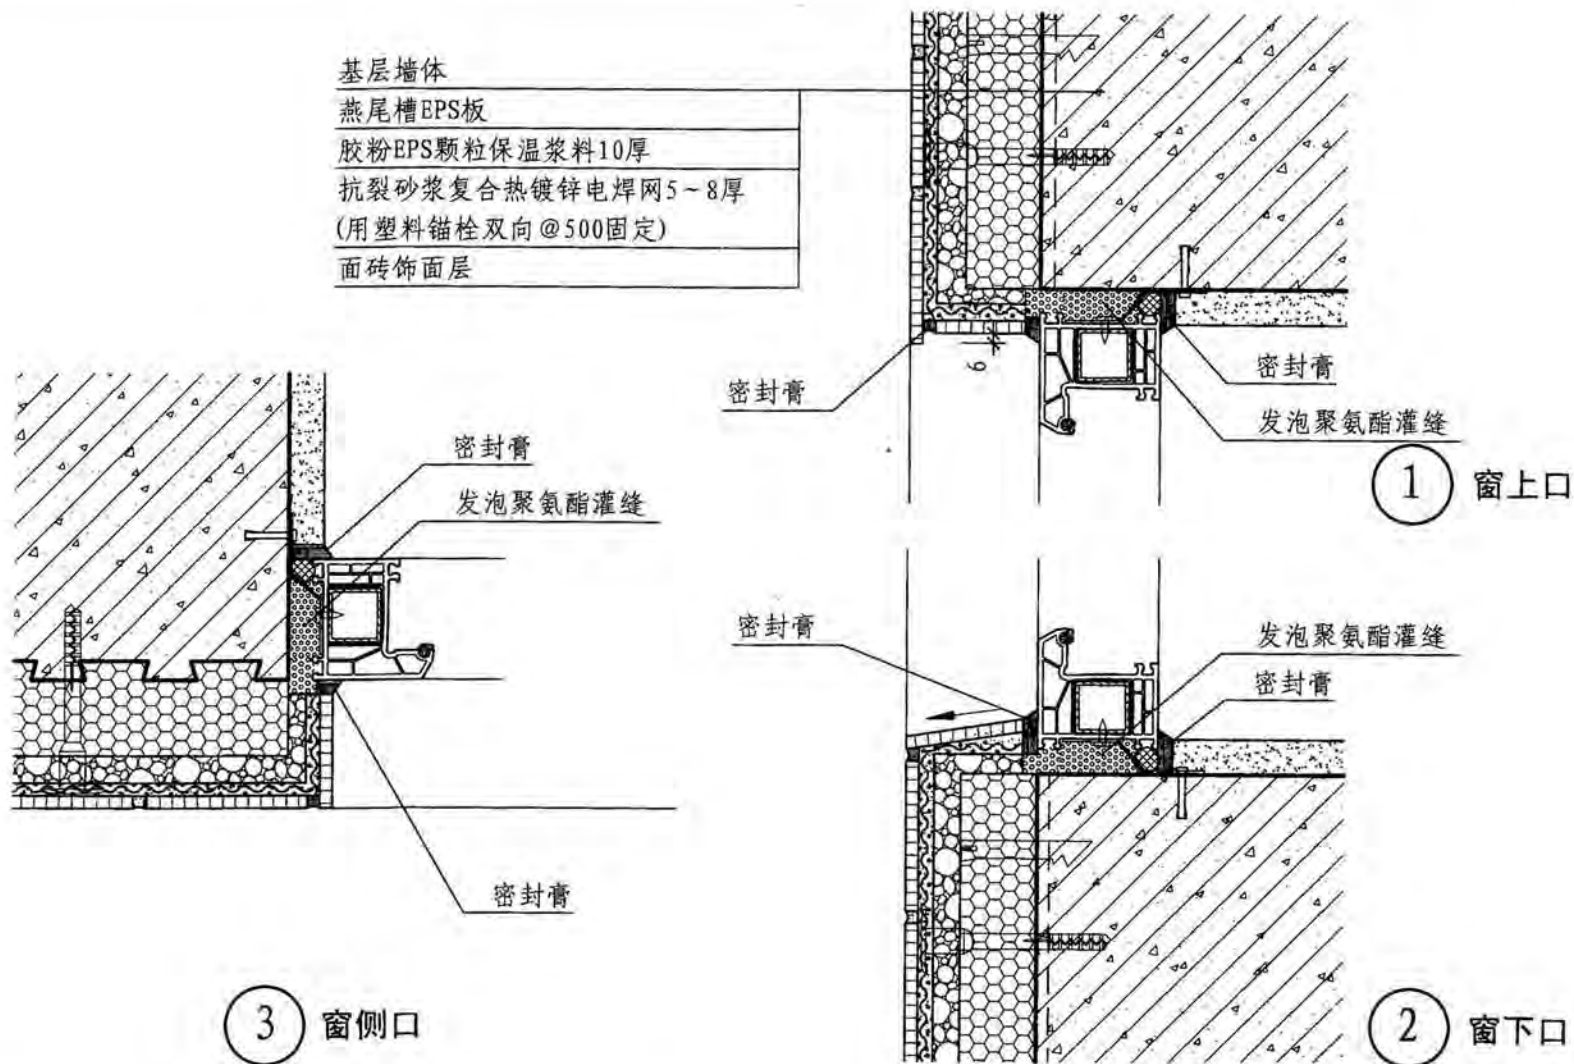 基层墙体
燕尾槽EPS板
胶粉EPS颗粒保温浆料10厚
抗裂砂浆复合热镀锌电焊网5~8厚
(用塑料锚栓双向@500固定)
面砖饰面层
6
密封膏
密封膏
发泡聚氨酯灌缝
1 窗上口
密封膏
发泡聚氨酯灌缝
密封膏
3 窗侧口
密封膏
发泡聚氨酯灌缝
密封膏
2 窗下口